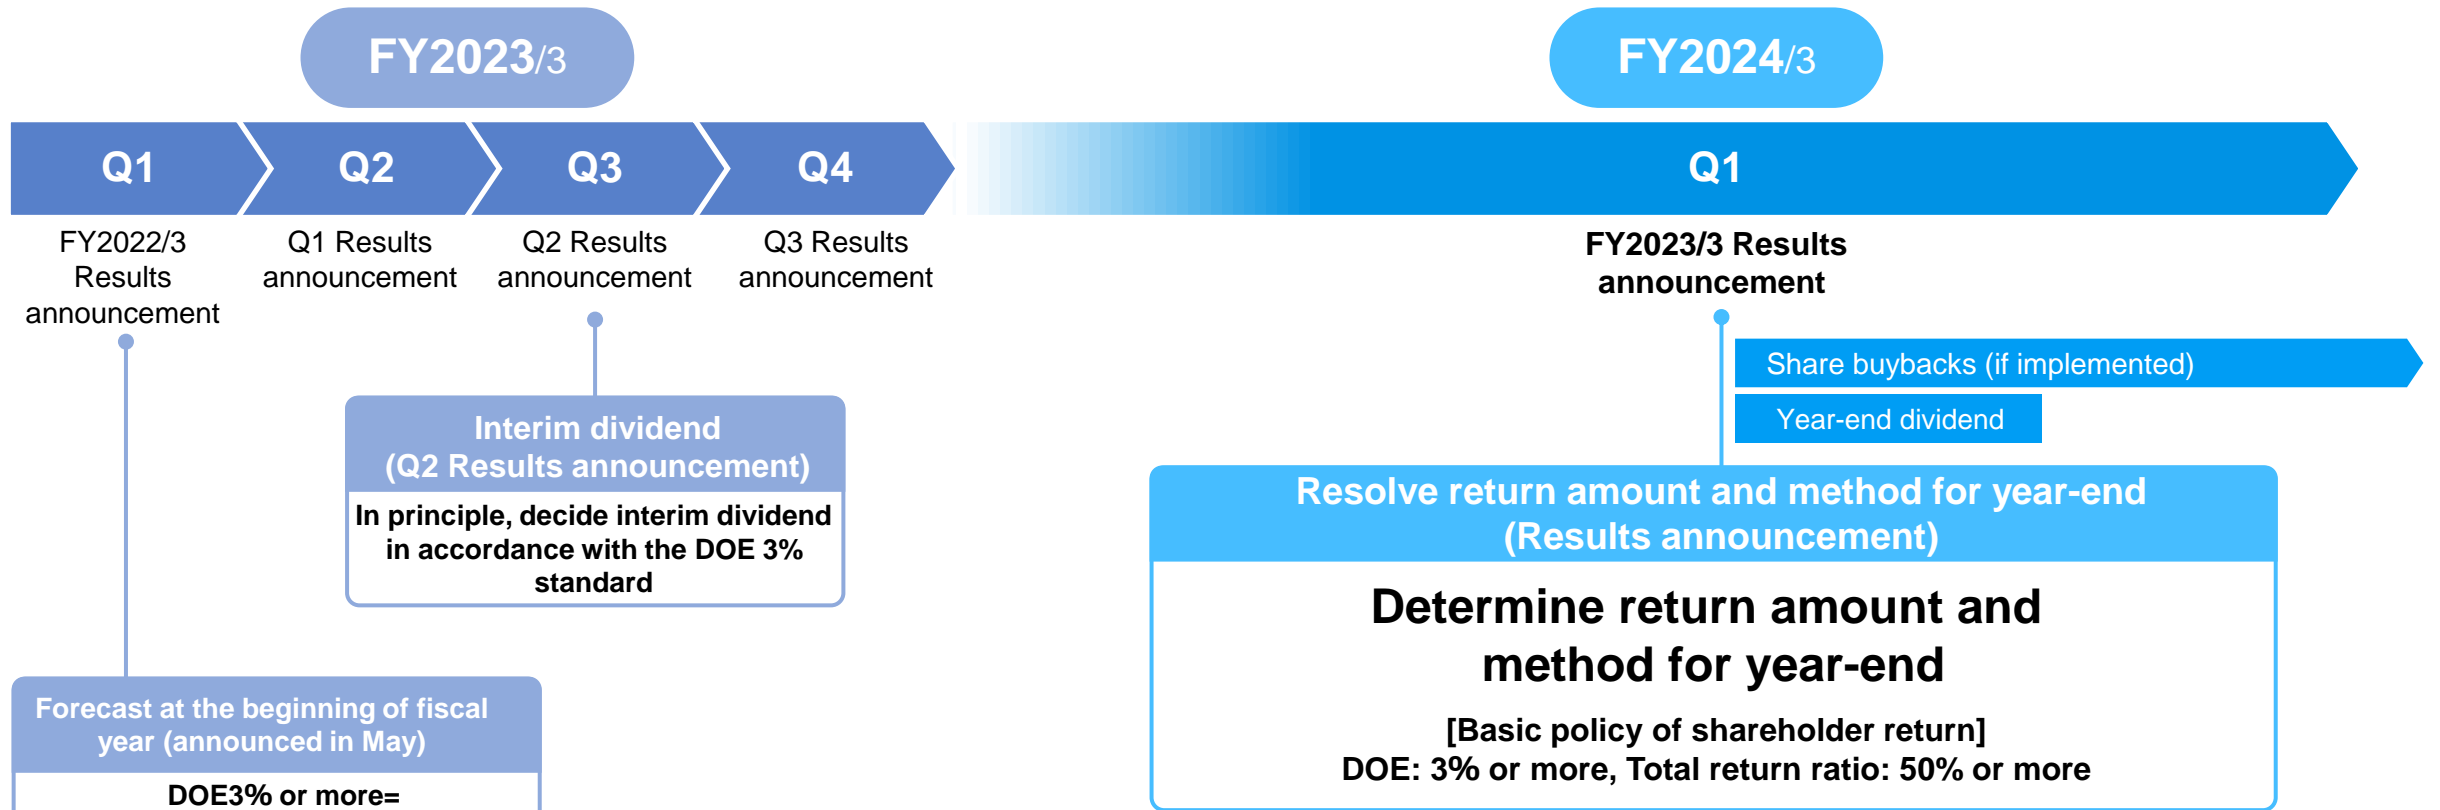 FY2023/3
FY2024/3
Q1
Q2
Q3
Q4
Q1
FY2022/3
Results
announcement
Q1 Results
announcement
Q2 Results
announcement
Q3 Results
announcement
FY2023/3 Results
announcement
Share buybacks (if implemented)
Year-end dividend
Interim dividend
(Q2 Results announcement)
In principle, decide interim dividend
in accordance with the DOE 3%
standard
Resolve return amount and method for year-end
(Results announcement)
Determine return amount and
method for year-end
[Basic policy of shareholder return]
DOE: 3% or more, Total return ratio: 50% or more
Forecast at the beginning of fiscal
year (announced in May)
DOE3% or more=